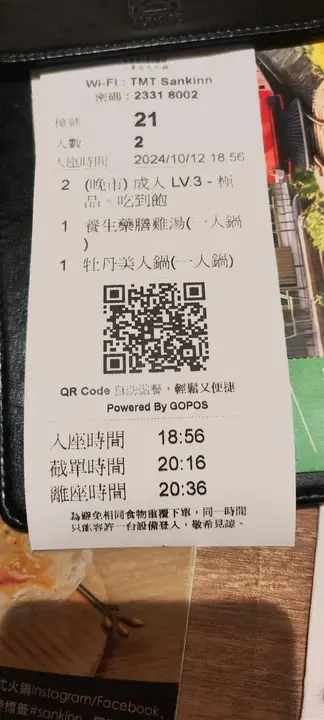 Wi-Fi : TMT Sankinn
密碼：2331 8002
桌號 21
人數 2
入座時間 2024/10/12 18:56
2 (晚市) 成人 LV.3 - 極
品。吃到飽
1 養生藥膳雞湯(一人鍋
)
1 牡丹美人鍋(一人鍋)
QR Code 自助點餐，輕鬆又便捷
Powered By GOPOS
入座時間 18:56
截單時間 20:16
離座時間 20:36
為避免相同食物重覆下單，同一時間
只能容許一台設備登入，敬希見諒。
式火鍋Instagram/Facebook,
標籤#sankinn